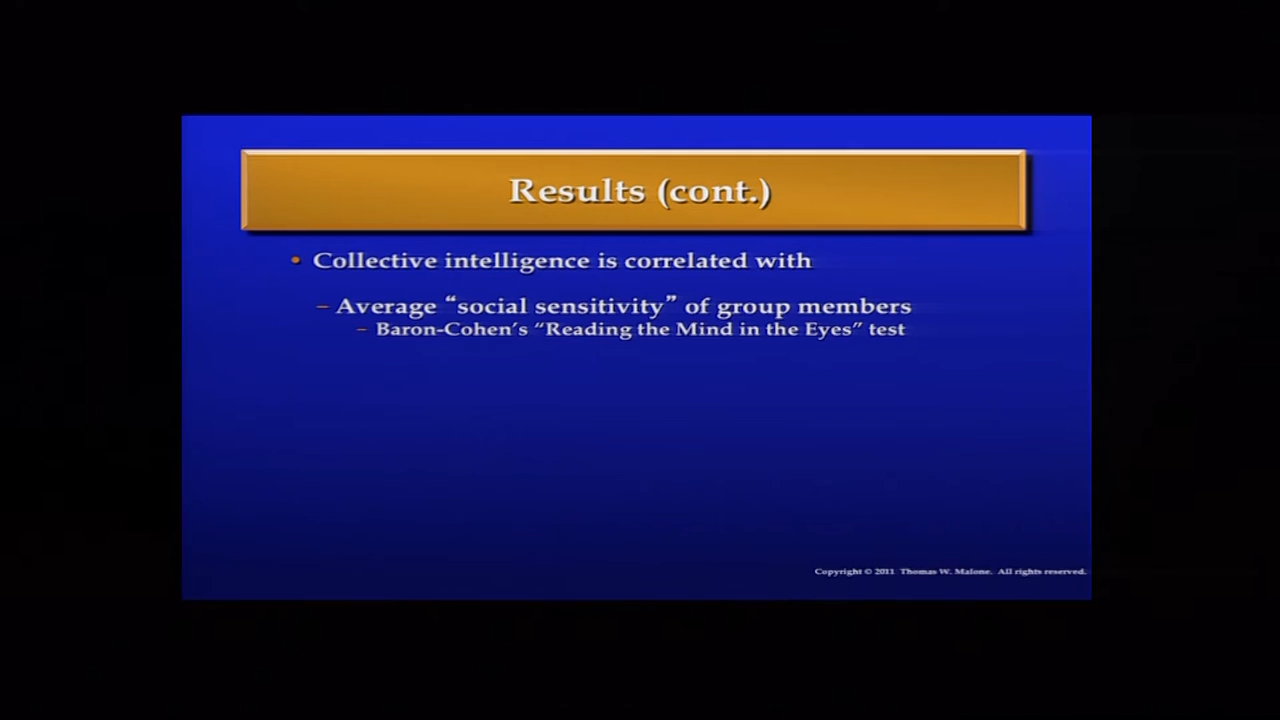 Results (cont.)
• Collective intelligence is correlated with
– Average “social sensitivity” of group members
– Baron-Cohen’s “Reading the Mind in the Eyes” test
Copyright © 2011 Thomas W. Malone. All rights reserved.